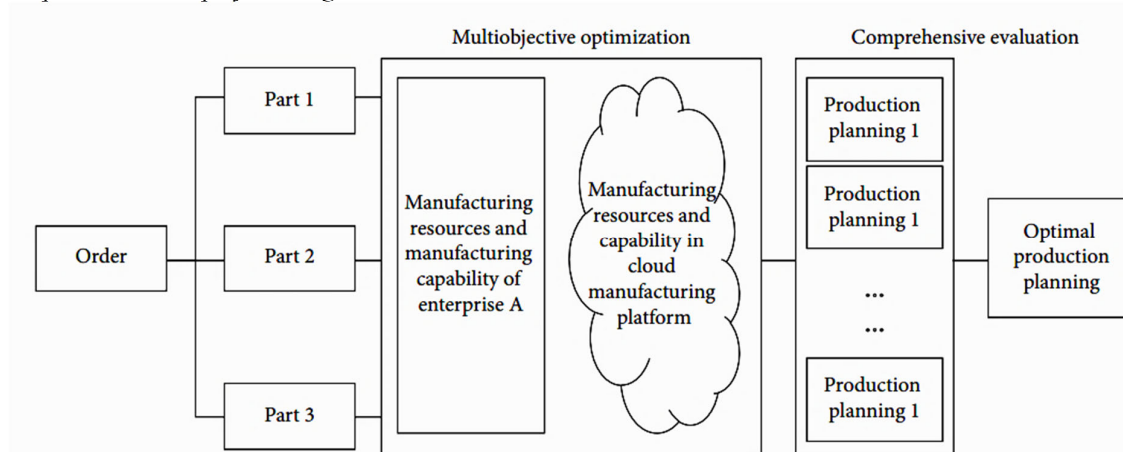 Multiobjective optimization
Comprehensive evaluation
Order
Part 1
Part 2
Part 3
Manufacturing
resources and
manufacturing
capability of
enterprise A
Manufacturing
resources and
capability in
cloud
manufacturing
platform
Production
planning 1
Production
planning 1
...
...
Production
planning 1
Optimal
production
planning